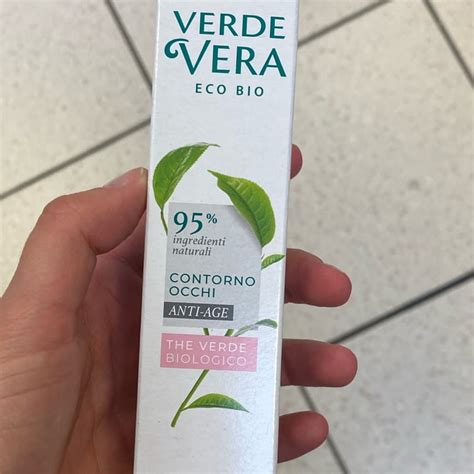 VERDE
VERA
ECO BIO
95%
ingredienti
naturali
CONTORNO
OCCHI
ANTI-AGE
THE VERDE
BIOLOGICO